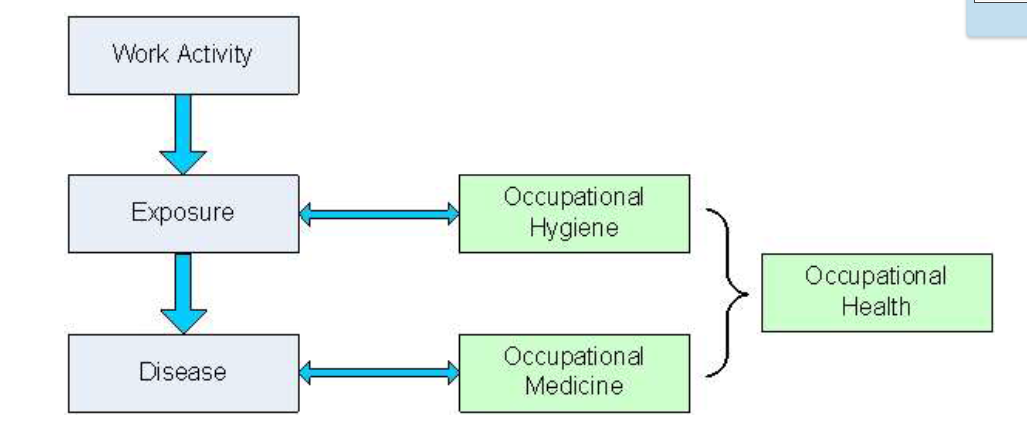 Work Activity
Exposure
Occupational
Hygiene
Occupational
Health
Disease
Occupational
Medicine